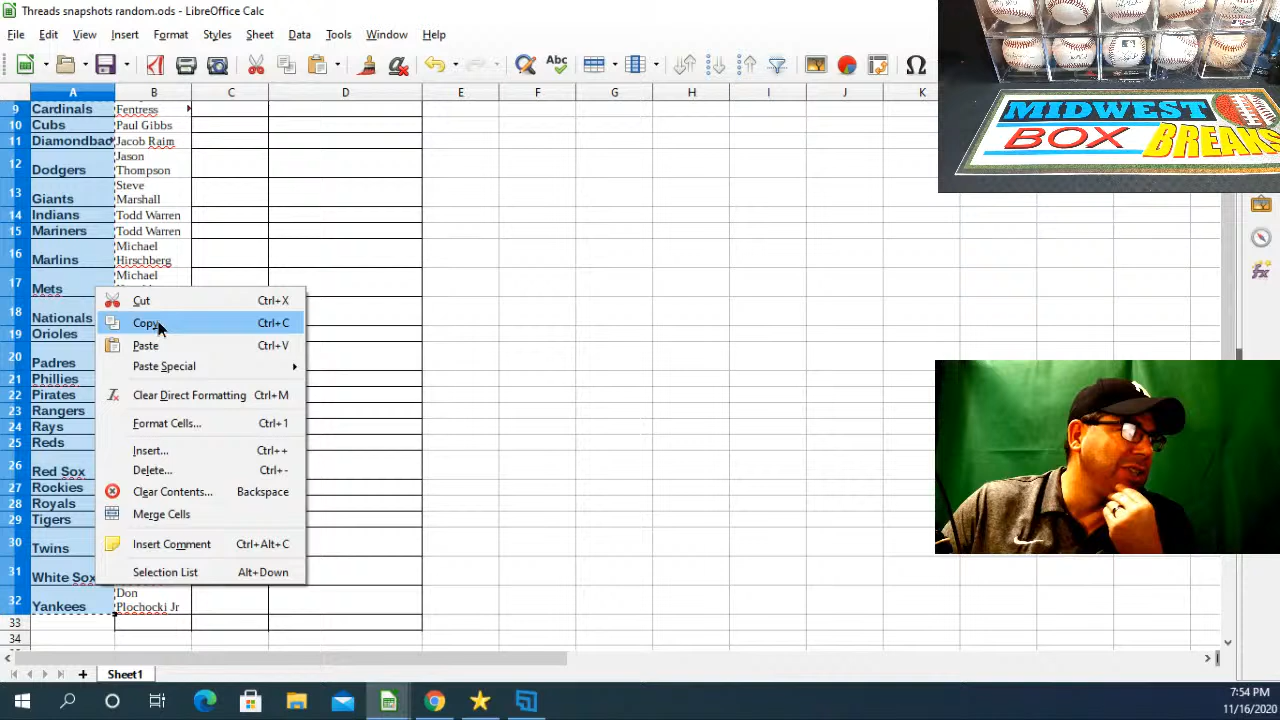 Threads snapshots random.ods - LibreOffice Calc
File Edit View Insert Format Styles Sheet Data Tools Window Help
A B C D E F G H I J K
9 Cardinals Fentress
10 Cubs Paul Gibbs
11 Diamondbac Jacob Raim
12 Dodgers Jason Thompson
13 Giants Steve Marshall
14 Indians Todd Warren
15 Mariners Todd Warren
16 Marlins Michael Hirschberg
17 Mets Michael
18 Nationals
19 Orioles
20 Padres
21 Phillies
22 Pirates
23 Rangers
24 Rays
25 Reds
26 Red Sox
27 Rockies
28 Royals
29 Tigers
30 Twins
31 White Sox
32 Yankees Don Plochocki Jr
33
34
Cut Ctrl+X
Copy Ctrl+C
Paste Ctrl+V
Paste Special
Clear Direct Formatting Ctrl+M
Format Cells... Ctrl+1
Insert... Ctrl++
Delete... Ctrl+-
Clear Contents... Backspace
Merge Cells
Insert Comment Ctrl+Alt+C
Selection List Alt+Down
Sheet1
MIDWEST
BOX BREAKS
7:54 PM
11/16/2020